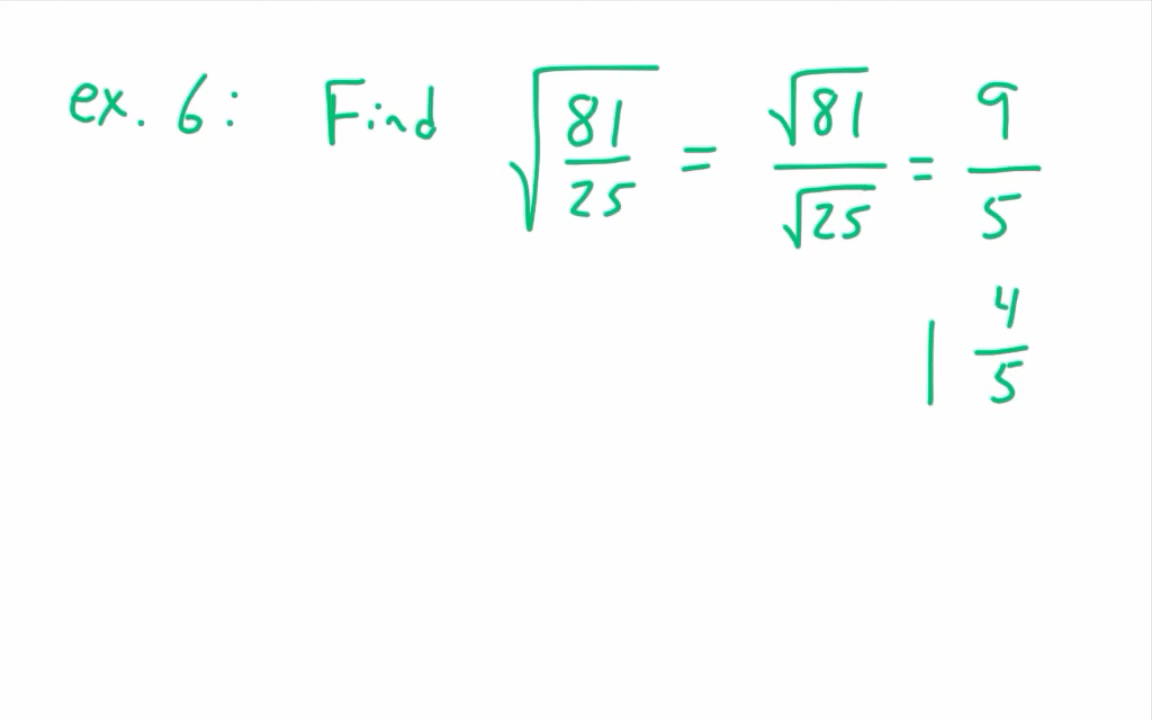 ex. 6: Find √(81/25) = √81/√25 = 9/5
1 4/5